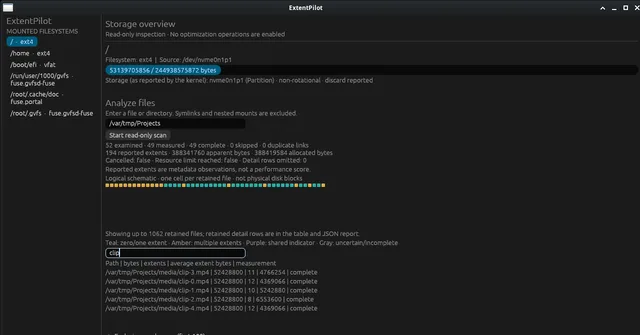 ExtentPilot
ExtentPilot
MOUNTED FILESYSTEMS
/ · ext4
/home · ext4
/boot/efi · vfat
/run/user/1000/gvfs ·
fuse.gvfsd-fuse
/root/.cache/doc ·
fuse.portal
/root/.gvfs · fuse.gvfsd-fuse
Storage overview
Read-only inspection · No optimization operations are enabled
/
Filesystem: ext4 | Source: /dev/nvme0n1p1
53139705856 / 244938575872 bytes
Storage (as reported by the kernel): nvme0n1p1 (Partition) · non-rotational · discard reported
Analyze files
Enter a file or directory. Symlinks and nested mounts are excluded.
/var/tmp/Projects
Start read-only scan
52 examined · 49 measured · 49 complete · 0 skipped · 0 duplicate links
194 reported extents · 388341760 apparent bytes · 388419584 allocated bytes
Cancelled: false · Resource limit reached: false · Detail rows omitted: 0
Reported extents are metadata observations, not a performance score.
Logical schematic · one cell per retained file · not physical disk blocks
Showing up to 1062 retained files, retained detail rows are in the table and JSON report.
Teal: zero/one extent · Amber: multiple extents · Purple: shared indicator · Gray: uncertain/incomplete
clip
Path | bytes | extents | average extent bytes | measurement
/var/tmp/Projects/media/clip-3.mp4 | 52428800 | 11 | 4766254 | complete
/var/tmp/Projects/media/clip-0.mp4 | 52428800 | 12 | 4369066 | complete
/var/tmp/Projects/media/clip-1.mp4 | 52428800 | 10 | 5242880 | complete
/var/tmp/Projects/media/clip-2.mp4 | 52428800 | 8 | 6553600 | complete
/var/tmp/Projects/media/clip-4.mp4 | 52428800 | 12 | 4369066 | complete